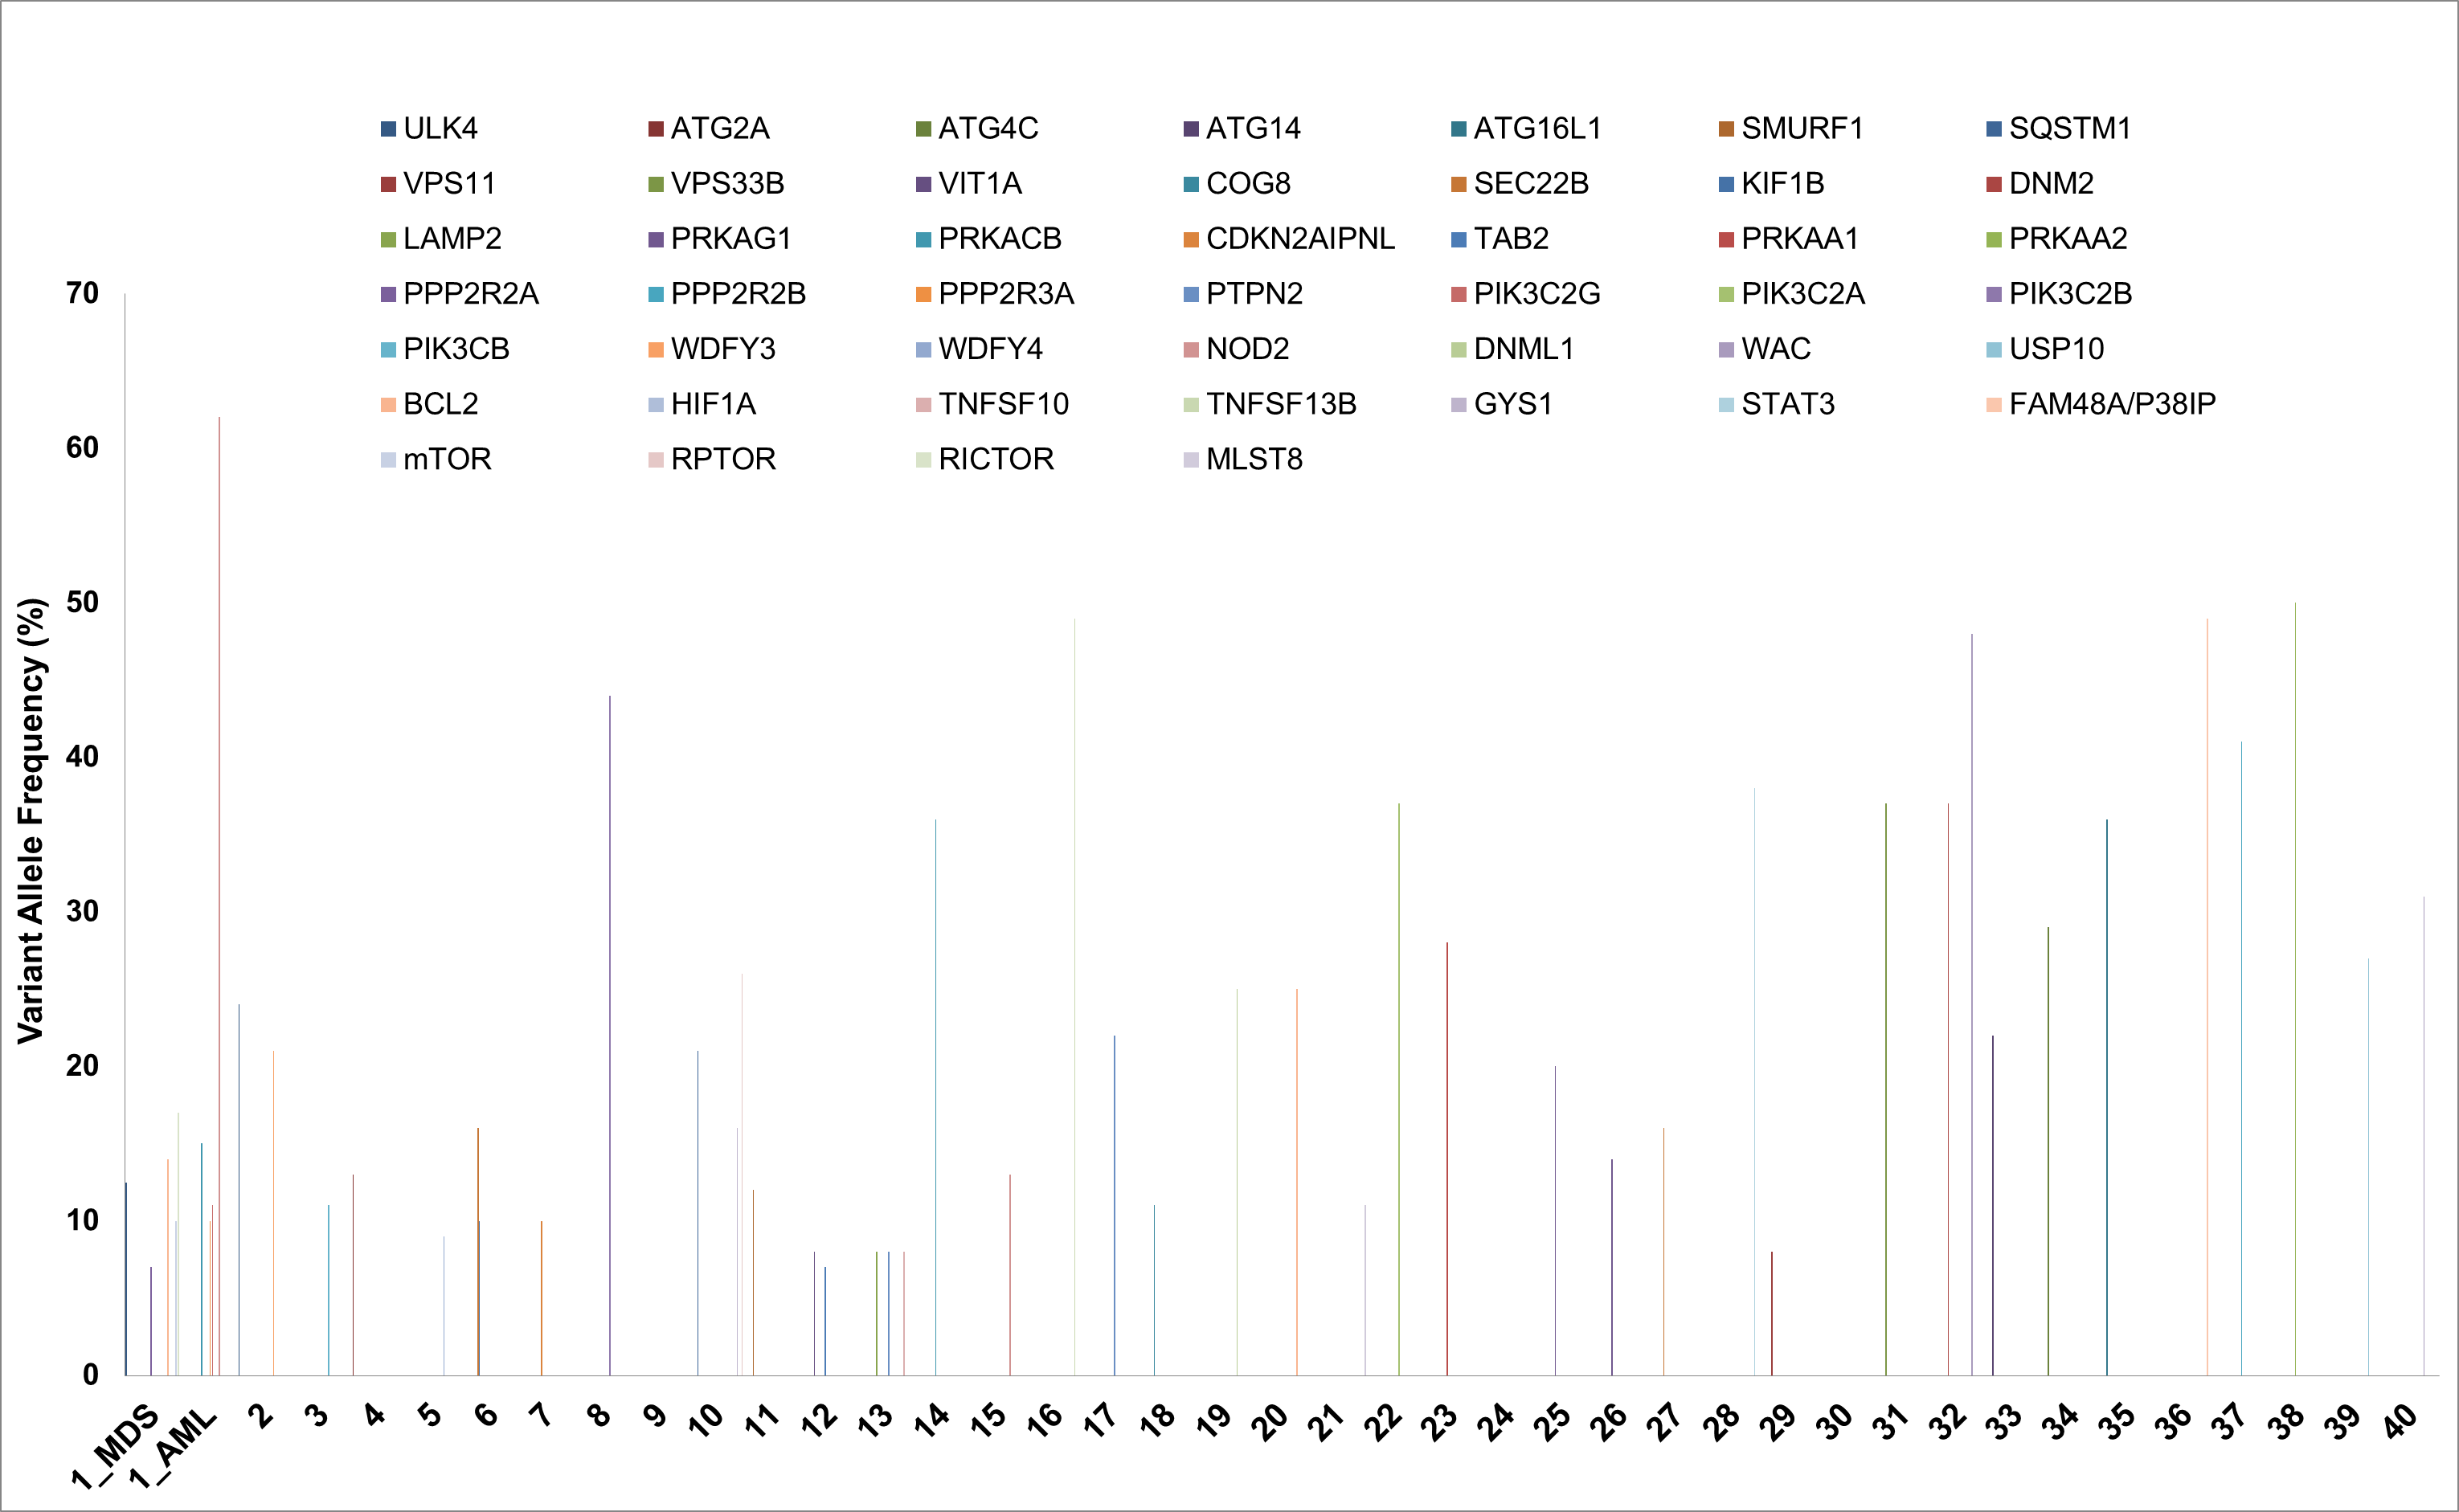 ULK4 ATG2A ATG4C ATG14 ATG16L1 SMURF1 SQSTM1
VPS11 VPS33B VIT1A COG8 SEC22B KIF1B DNM2
LAMP2 PRKAG1 PRKACB CDKN2AIPNL TAB2 PRKAA1 PRKAA2
PPP2R2A PPP2R2B PPP2R3A PTPN2 PIK3C2G PIK3C2A PIK3C2B
PIK3CB WDFY3 WDFY4 NOD2 DNML1 WAC USP10
BCL2 HIF1A TNFSF10 TNFSF13B GYS1 STAT3 FAM48A/P38IP
mTOR RPTOR RICTOR MLST8
Variant Allele Frequency (%)
70
60
50
40
30
20
10
0
1_MDS 1_AML 2 3 4 5 6 7 8 9 10 11 12 13 14 15 16 17 18 19 20 21 22 23 24 25 26 27 28 29 30 31 32 33 34 35 36 37 38 39 40